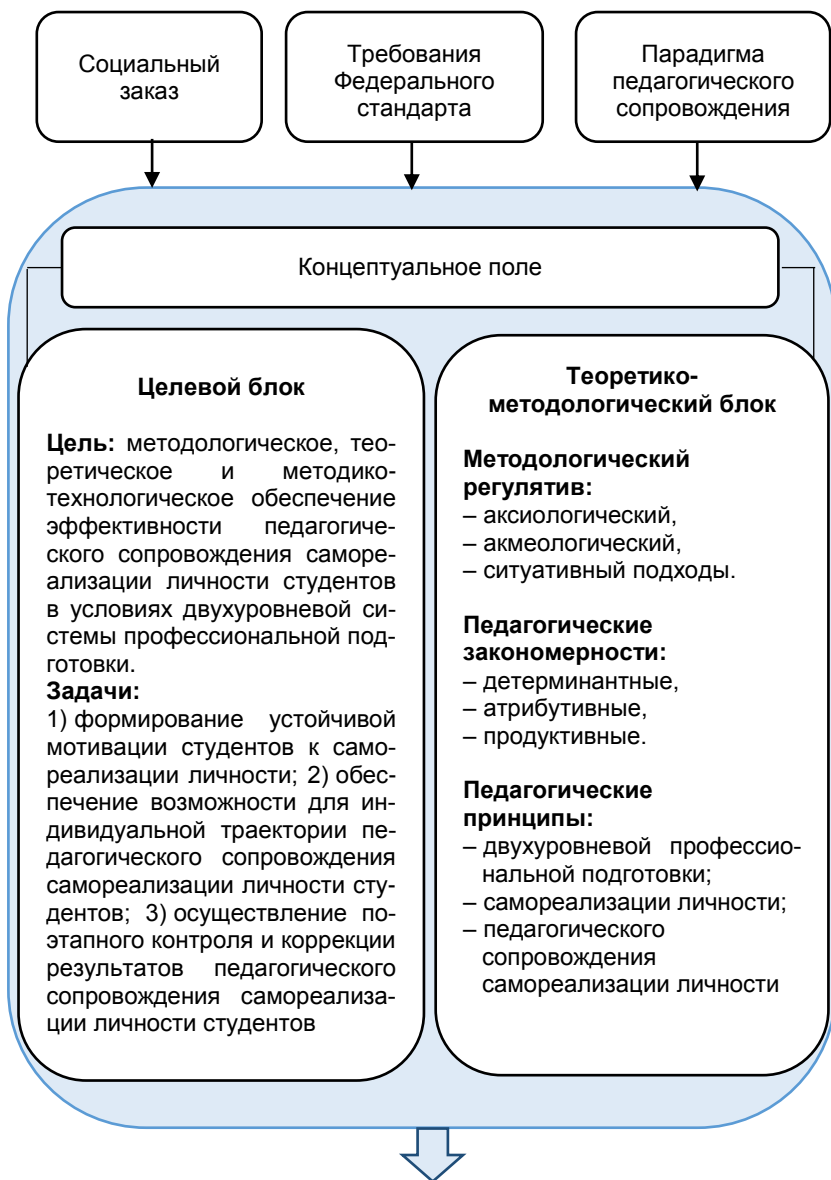 Социальный
заказ
Требования
Федерального
стандарта
Парадигма
педагогического
сопровождения
Концептуальное поле
Целевой блок
Цель: методологическое, тео-
ретическое и методико-
технологическое обеспечение
эффективности педагогиче-
ского сопровождения саморе-
ализации личности студентов
в условиях двухуровневой си-
стемы профессиональной под-
готовки.
Задачи:
1) формирование устойчивой
мотивации студентов к само-
реализации личности; 2) обес-
печение возможности для ин-
дивидуальной траектории пе-
дагогического сопровождения
самореализации личности сту-
дентов; 3) осуществление по-
этапного контроля и коррекции
результатов педагогического
сопровождения самореализа-
ции личности студентов
Теоретико-
методологический блок
Методологический
регулятив:
– аксиологический,
– акмеологический,
– ситуативный подходы.
Педагогические
закономерности:
– детерминантные,
– атрибутивные,
– продуктивные.
Педагогические
принципы:
– двухуровневой професси-
ональной подготовки;
– самореализации личности;
– педагогического
сопровождения
самореализации личности